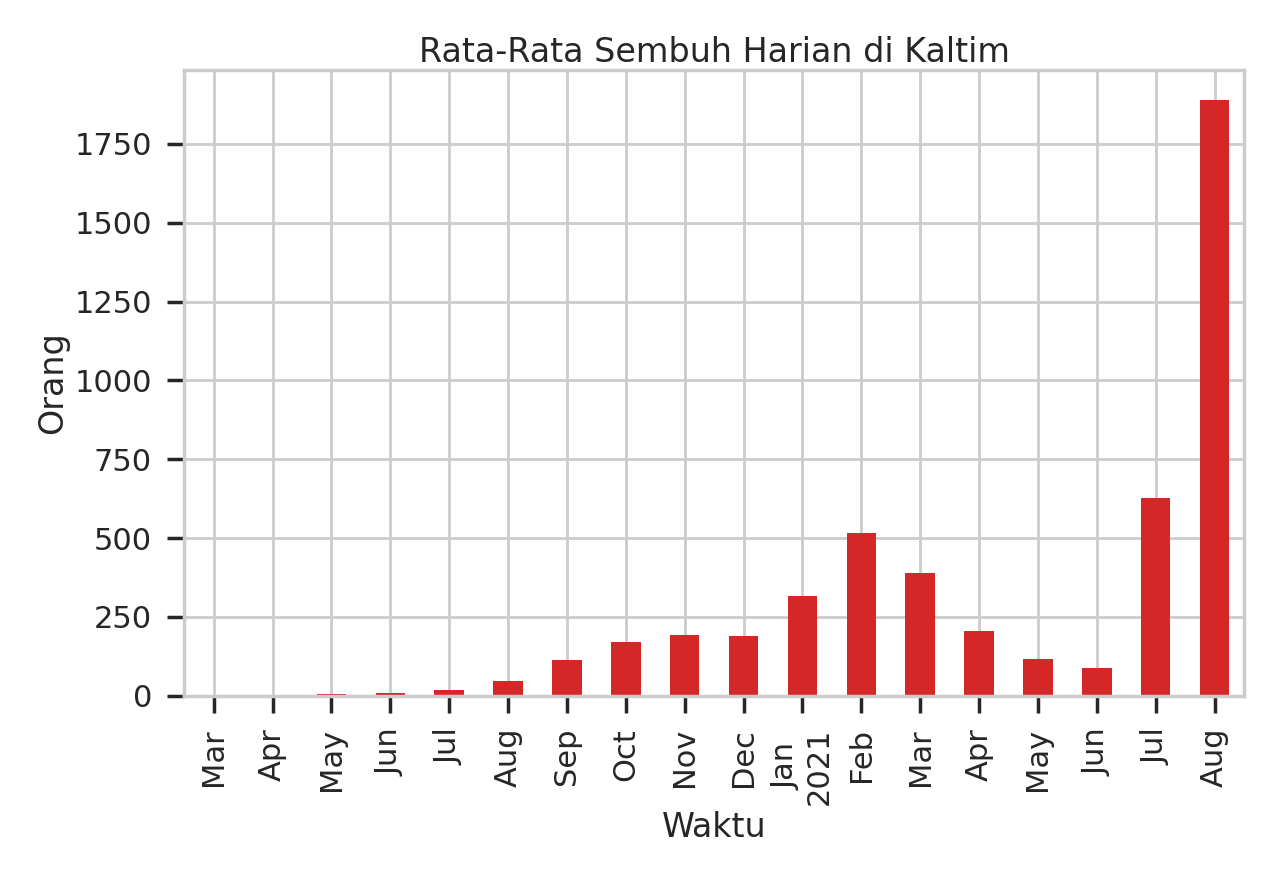 Rata-Rata Sembuh Harian di Kaltim
Orang
1750
1500
1250
1000
750
500
250
0
Mar
Apr
May
Jun
Jul
Aug
Sep
Oct
Nov
Dec
Jan
2021
Feb
Mar
Apr
May
Jun
Jul
Aug
Waktu